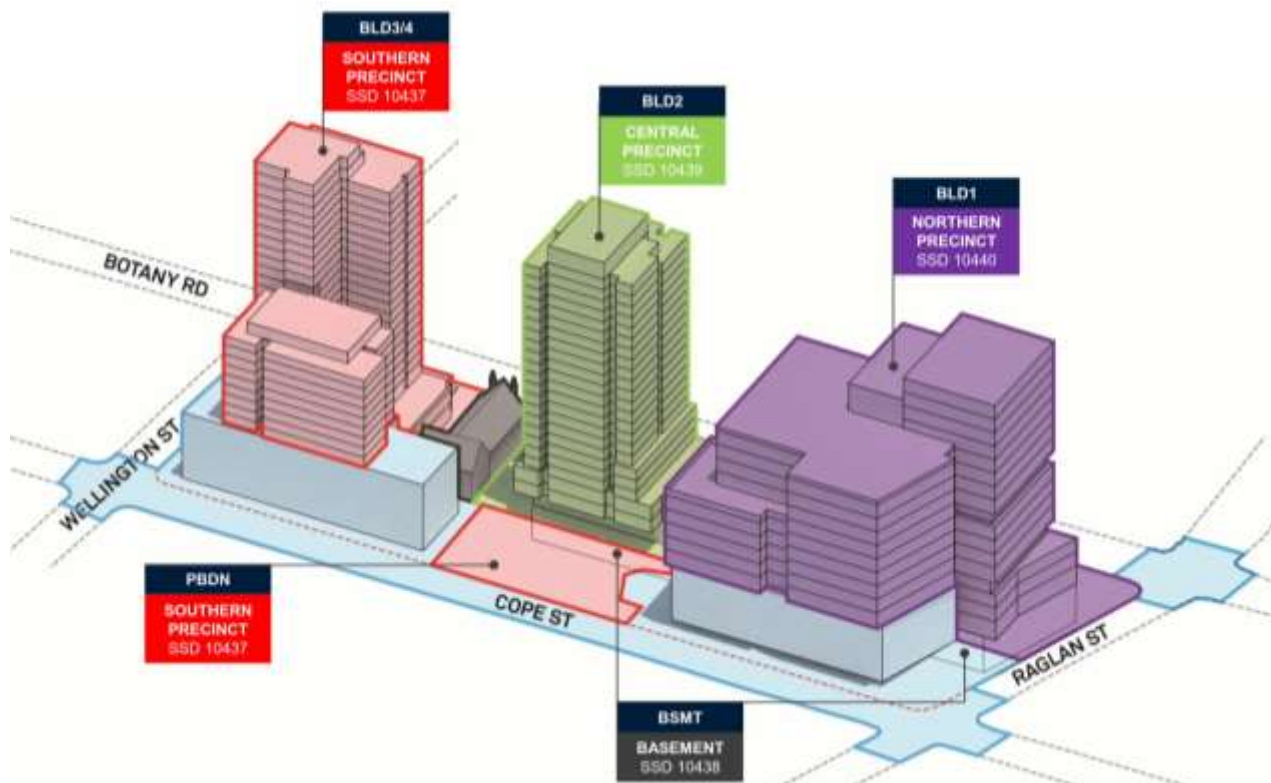 BLD3/4
SOUTHERN
PRECINCT
SSD 10437
BLD2
CENTRAL
PRECINCT
SSD 10439
BLD1
NORTHERN
PRECINCT
SSD 10440
BOTANY RD
WELLINGTON ST
PBDN
SOUTHERN
PRECINCT
SSD 10437
COPE ST
RAGLAN ST
BSMT
BASEMENT
SSD 10438